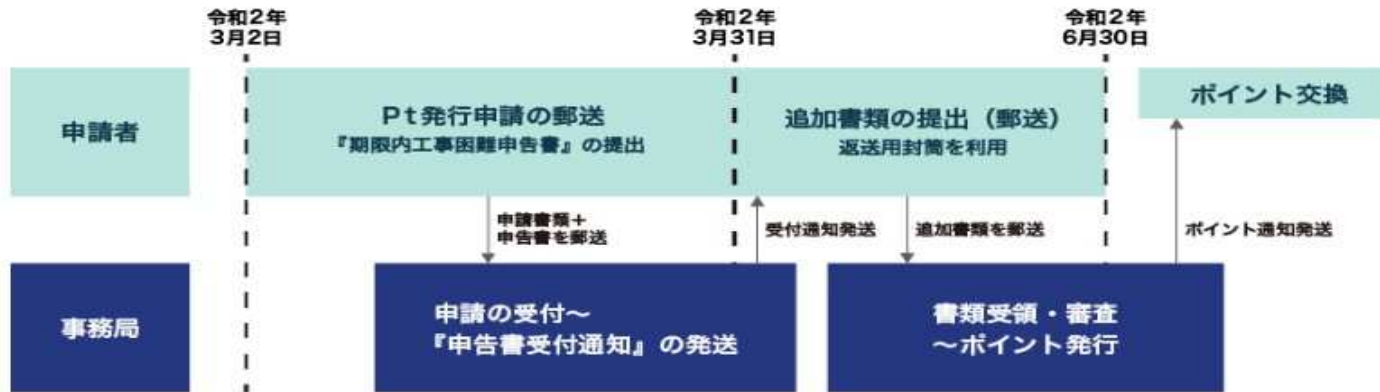 令和2年
3月2日
令和2年
3月31日
令和2年
6月30日
申請者
Pt発行申請の郵送
『期限内工事困難申告書』の提出
追加書類の提出（郵送）
返送用封筒を利用
ポイント交換
申請書類＋
申告書を郵送
受付通知発送
追加書類を郵送
ポイント通知発送
事務局
申請の受付～
『申告書受付通知』の発送
書類受領・審査
～ポイント発行